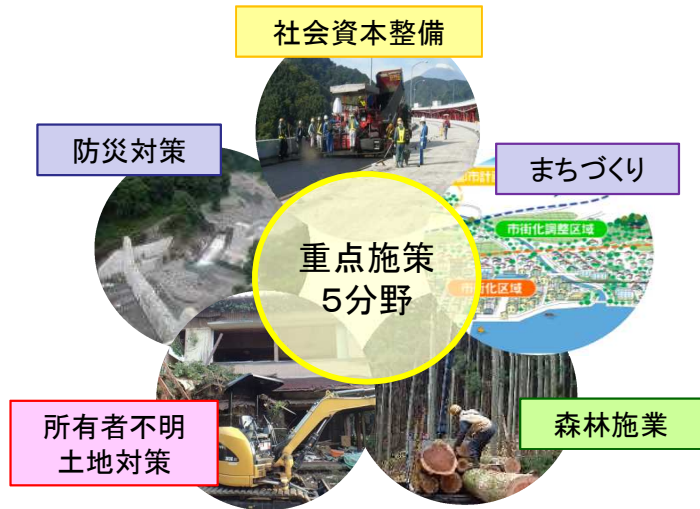 社会資本整備
防災対策
まちづくり
市街化調整区域
市街化区域
重点施策
5分野
所有者不明
土地対策
森林施業